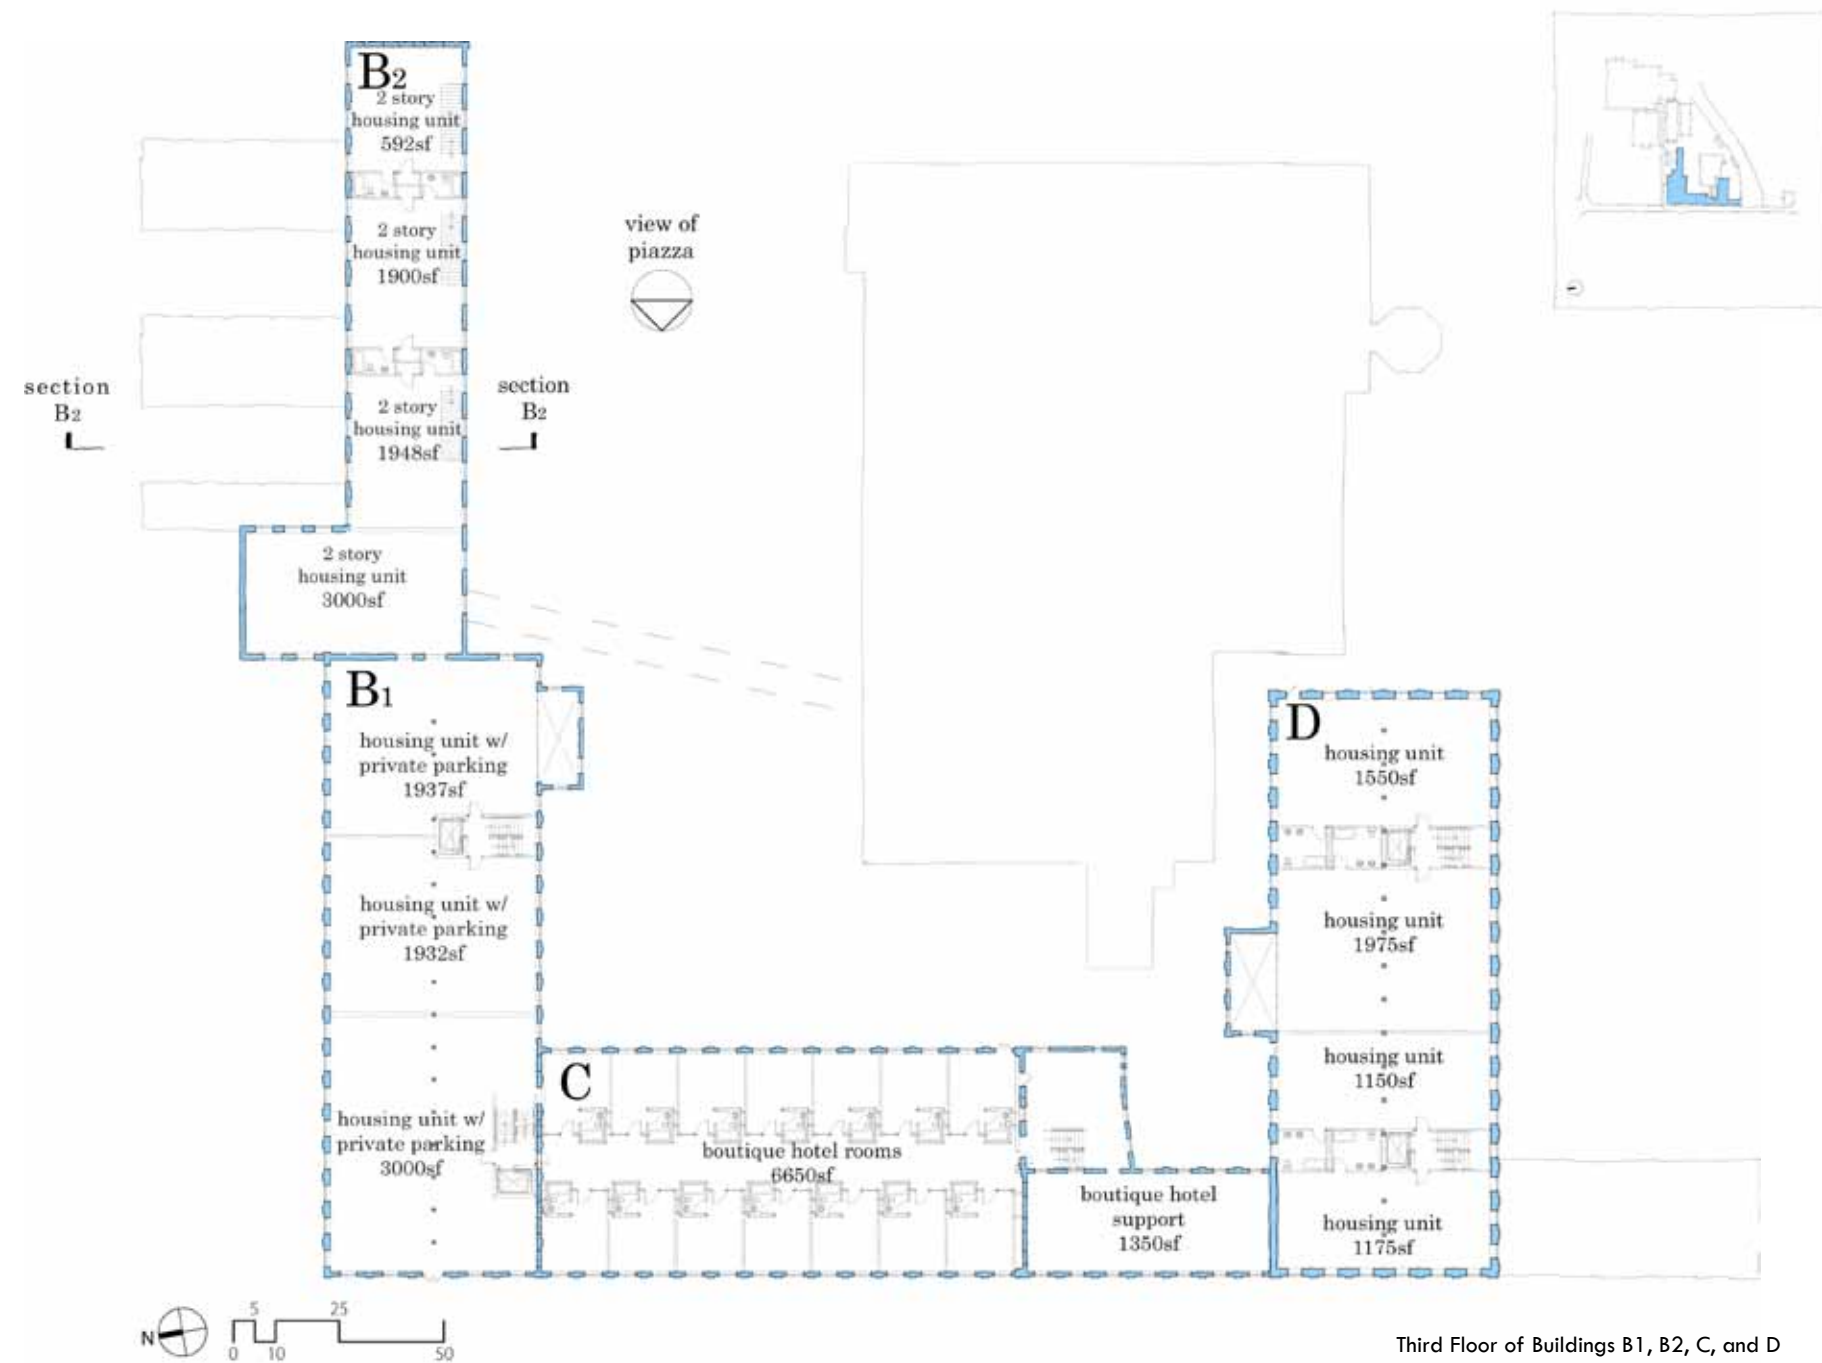 B2
2 story
housing unit
592sf
2 story
housing unit
1900sf
view of
piazza
section
B2
section
B2
2 story
housing unit
1948sf
2 story
housing unit
3000sf
B1
housing unit w/
private parking
1937sf
housing unit w/
private parking
1932sf
housing unit w/
private parking
3000sf
C
boutique hotel rooms
6650sf
boutique hotel
support
1350sf
D
housing unit
1550sf
housing unit
1975sf
housing unit
1150sf
housing unit
1175sf
N
5 25
0 10 50
Third Floor of Buildings B1, B2, C, and D